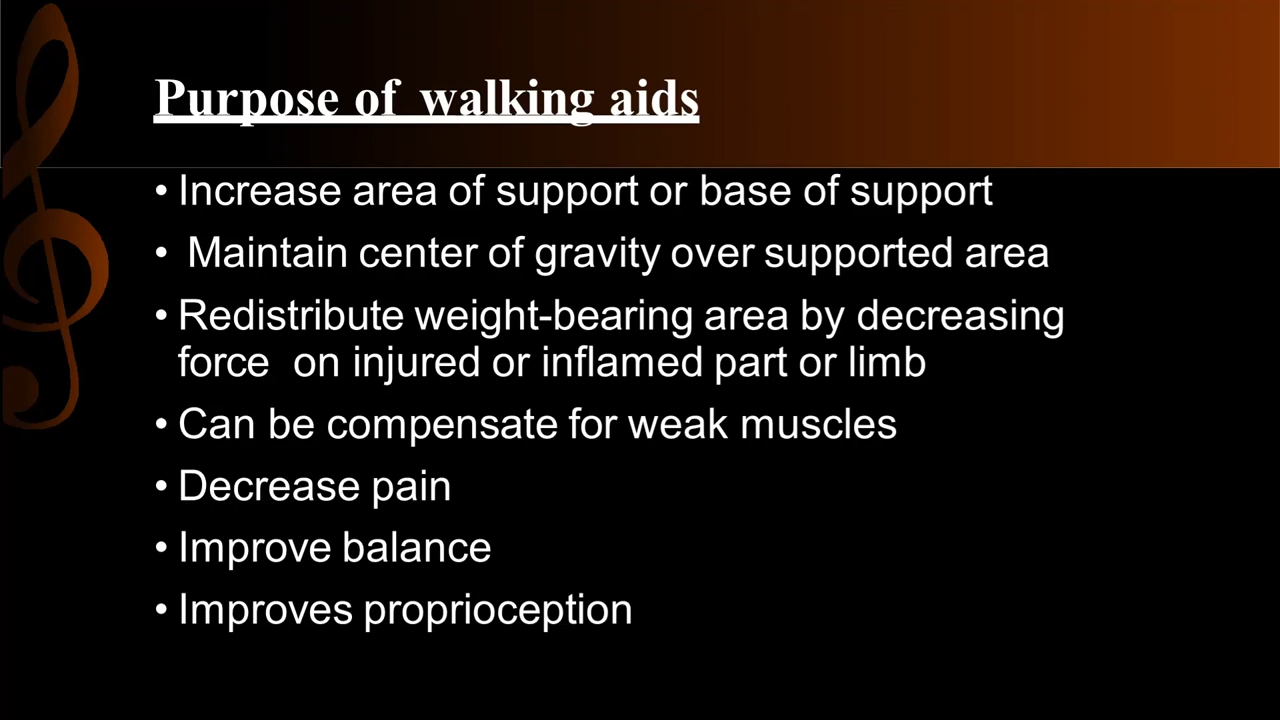 Purpose of walking aids
• Increase area of support or base of support
• Maintain center of gravity over supported area
• Redistribute weight-bearing area by decreasing
force on injured or inflamed part or limb
• Can be compensate for weak muscles
• Decrease pain
• Improve balance
• Improves proprioception